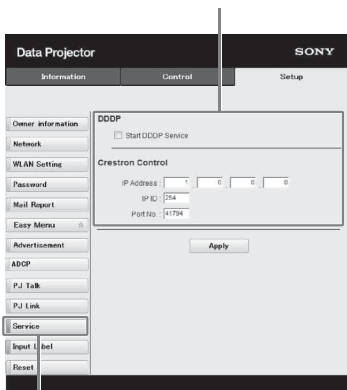 Data Projector SONY
Information Control Setup
Owner information
Network
WLAN Setting
Password
Mail Report
Easy Menu
Advertisement
ADCP
PJ Talk
PJ Link
Service
Input Label
Reset
DDDP
Start DDDP Service
Crestron Control
IP Address : 1 . 0 . 0 . 0
IP ID : 254
Port No. : 41794
Apply